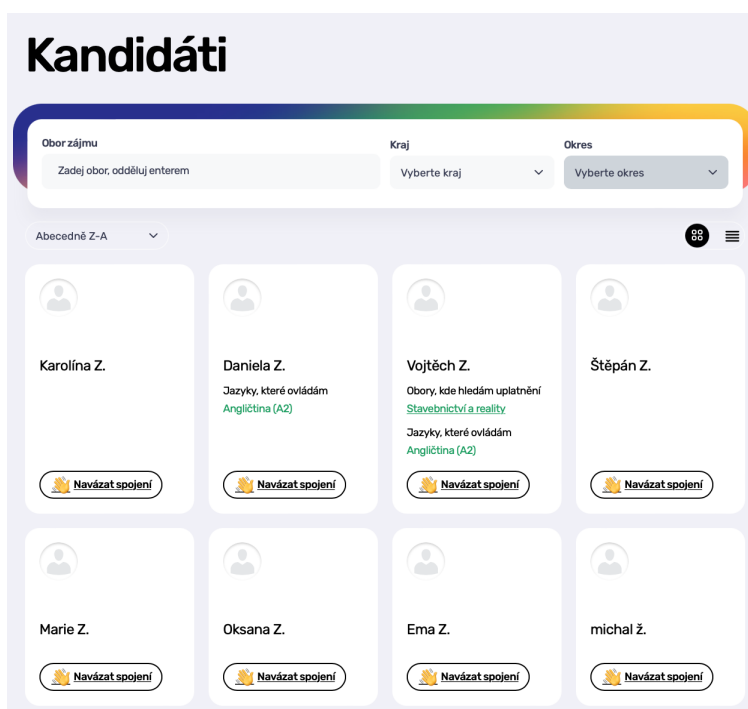 Kandidáti
Obor zájmu
Zadej obor, odděluj enterem
Kraj
Vyberte kraj
Okres
Vyberte okres
Abecedně Z-A
Karolína Z.
Navázat spojení
Daniela Z.
Jazyky, které ovládám
Angličtina (A2)
Navázat spojení
Vojtěch Z.
Obory, kde hledám uplatnění
Stavebnictví a reality
Jazyky, které ovládám
Angličtina (A2)
Navázat spojení
Štěpán Z.
Navázat spojení
Marie Z.
Navázat spojení
Oksana Z.
Navázat spojení
Ema Z.
Navázat spojení
michal ž.
Navázat spojení